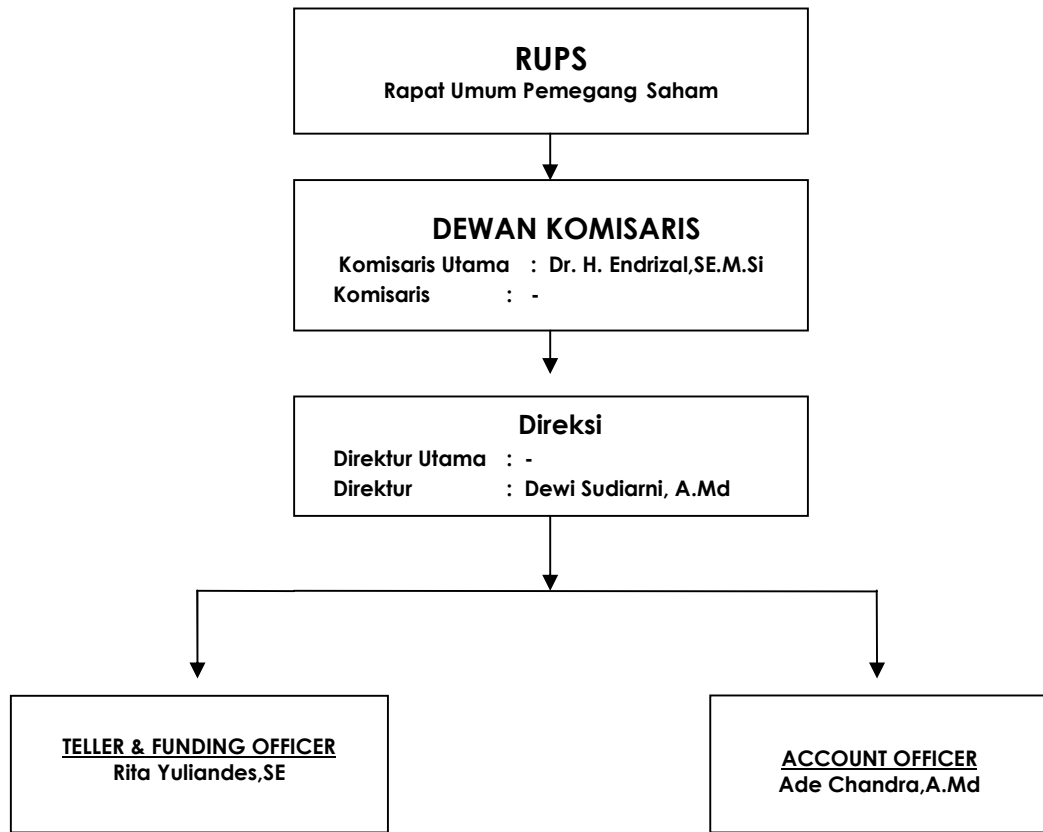 RUPS
Rapat Umum Pemegang Saham
DEWAN KOMISARIS
Komisaris Utama : Dr. H. Endrizal,SE.M.Si
Komisaris : -
Direksi
Direktur Utama : -
Direktur : Dewi Sudiarni, A.Md
TELLER & FUNDING OFFICER
Rita Yuliandes,SE
ACCOUNT OFFICER
Ade Chandra,A.Md